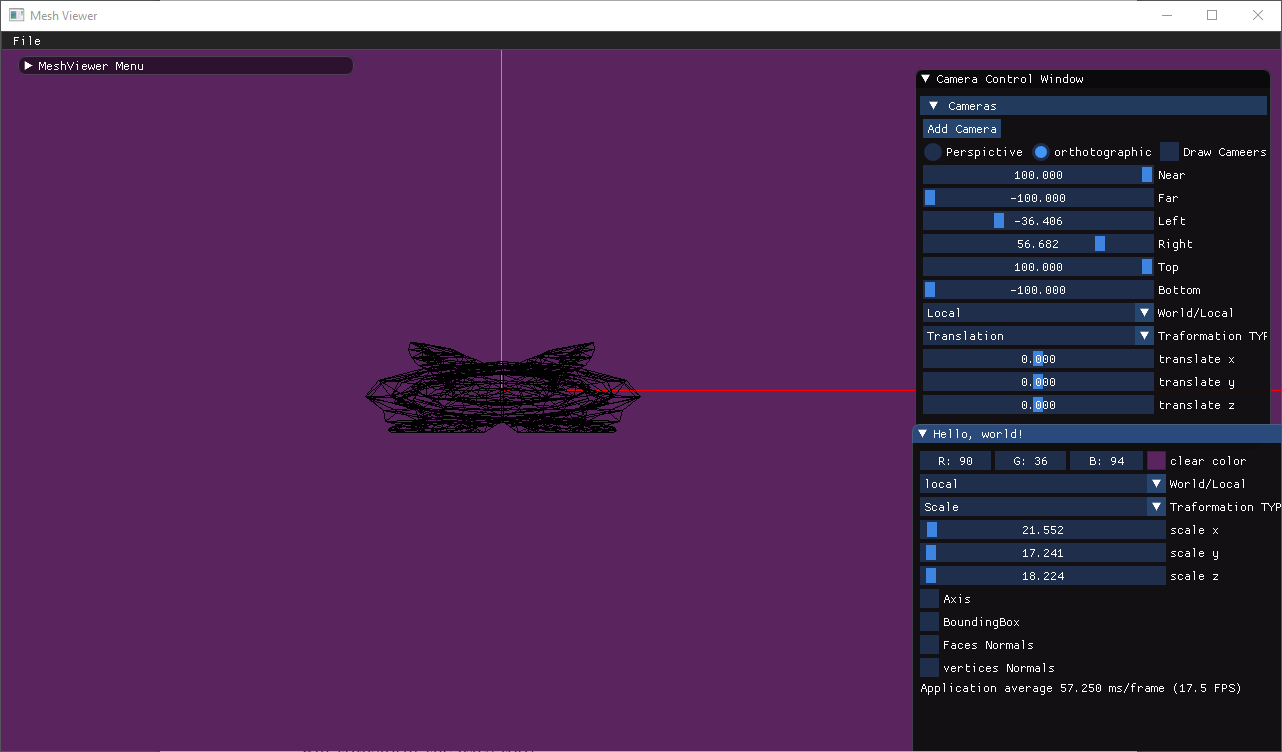 Mesh Viewer
File
MeshViewer Menu
Camera Control Window
Cameras
Add Camera
Perspictive orthotographic Draw Cameers
100.000 Near
-100.000 Far
-36.406 Left
56.682 Right
100.000 Top
-100.000 Bottom
Local World/Local
Translation Traformation TYP
0.000 translate x
0.000 translate y
0.000 translate z
Hello, world!
R: 90 G: 36 B: 94 clear color
local World/Local
Scale Traformation TYP
21.552 scale x
17.241 scale y
18.224 scale z
Axis
BoundingBox
Faces Normals
vertices Normals
Application average 57.250 ms/frame (17.5 FPS)